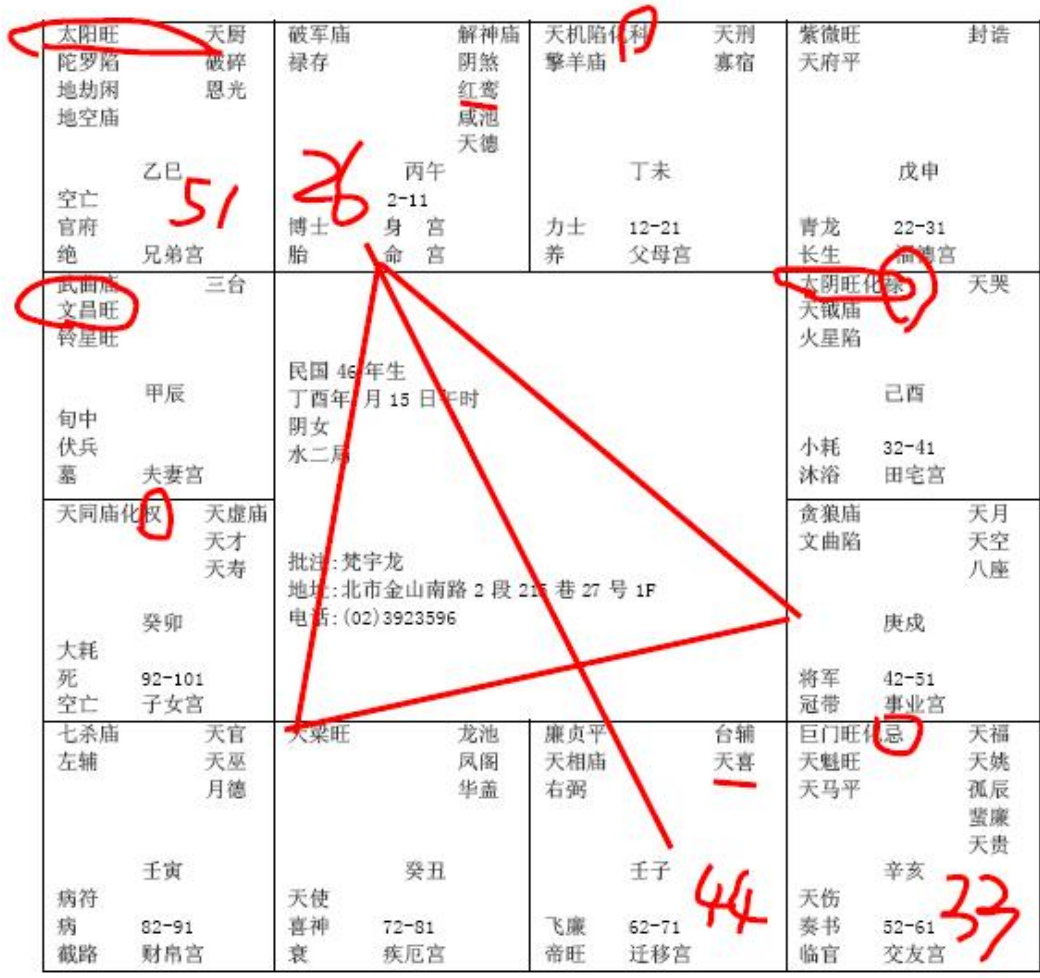 太阳旺 天厨
陀罗陷 破碎
地劫闲 恩光
地空庙
乙巳
51
空亡
官府
绝 兄弟宫
破军庙 解神庙
禄存 阴煞
红鸾
咸池
天德
26
丙午
2-11
博士 身 宫
胎 命 宫
天机陷化科 天刑
擎羊庙 寡宿
丁未
力士 12-21
养 父母宫
紫微旺 封诰
天府平
戊申
青龙 22-31
长生 福德宫
武曲庙 三台
文昌旺
铃星旺
甲辰
旬中
伏兵
墓 夫妻宫
民国 46 年生
丁酉年 月 15 日午时
阴女
水二局
批注:梵宇龙
地址:北市金山南路 2 段 215 巷 27 号 1F
电话:(02)3923596
太阴旺化禄 天哭
天钺庙
火星陷
己酉
小耗 32-41
沐浴 田宅宫
天同庙化权 天虚庙
天才
天寿
癸卯
大耗
死 92-101
空亡 子女宫
贪狼庙 天月
文曲陷 天空
八座
庚戌
将军 42-51
冠带 事业宫
七杀庙 天官
左辅 天巫
月德
壬寅
病符
病 82-91
截路 财帛宫
天梁旺 龙池
凤阁
华盖
癸丑
天使
喜神 72-81
衰 疾厄宫
廉贞平 台辅
天相庙 天喜
右弼
壬子
44
飞廉 62-71
帝旺 迁移宫
巨门旺化忌 天福
天魁旺 天姚
天马平 孤辰
蜚廉
天贵
辛亥
33
天伤
奏书 52-61
临官 交友宫